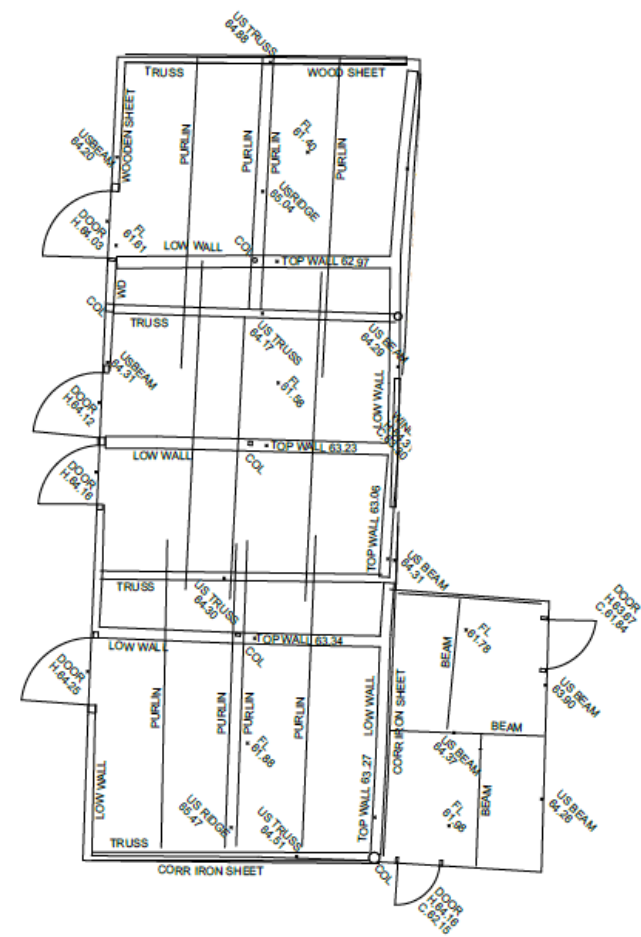 US TRUSS
64.88
TRUSS
WOOD SHEET
WOODEN SHEET
USBEAM
64.20
PURLIN
PURLIN
PURLIN
PURLIN
FL
61.40
USRIDGE
65.04
DOOR
H.64.03
FL
61.61
LOW WALL
COL
TOP WALL 62.97
WD
COL
TRUSS
US TRUSS
64.17
US BEAM
64.29
USBEAM
64.31
FL
61.58
LOW WALL
DOOR
H.64.12
LOW WALL
TOP WALL 63.23
COL
DOOR
H.64.16
TOP WALL 63.06
TRUSS
US TRUSS
64.30
US BEAM
64.31
DOOR
H.63.67
C.61.84
FL
61.78
BEAM
LOW WALL
TOP WALL 63.34
COL
DOOR
H.64.25
PURLIN
PURLIN
PURLIN
LOW WALL
CORR IRON SHEET
US BEAM
63.90
BEAM
US BEAM
64.37
FL
61.88
LOW WALL
TOP WALL 63.27
BEAM
FL
61.98
US BEAM
64.26
US RIDGE
65.47
US TRUSS
64.51
TRUSS
CORR IRON SHEET
COL
DOOR
H.64.16
C.62.15